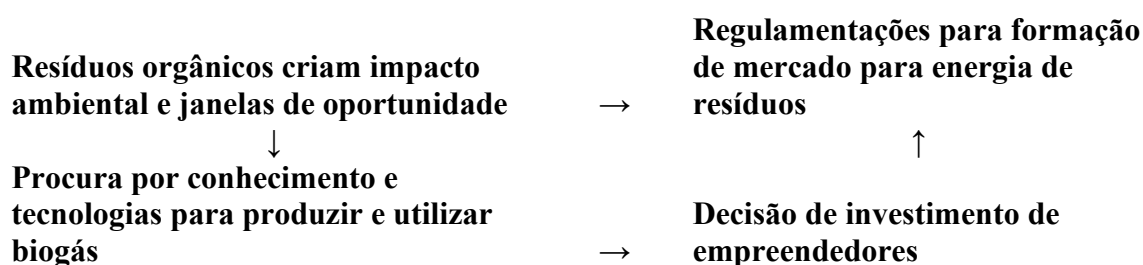 Resíduos orgânicos criam impacto
ambiental e janelas de oportunidade
→
Regulamentações para formação
de mercado para energia de
resíduos
↓
↑
Procura por conhecimento e
tecnologias para produzir e utilizar
biogás
→
Decisão de investimento de
empreendedores